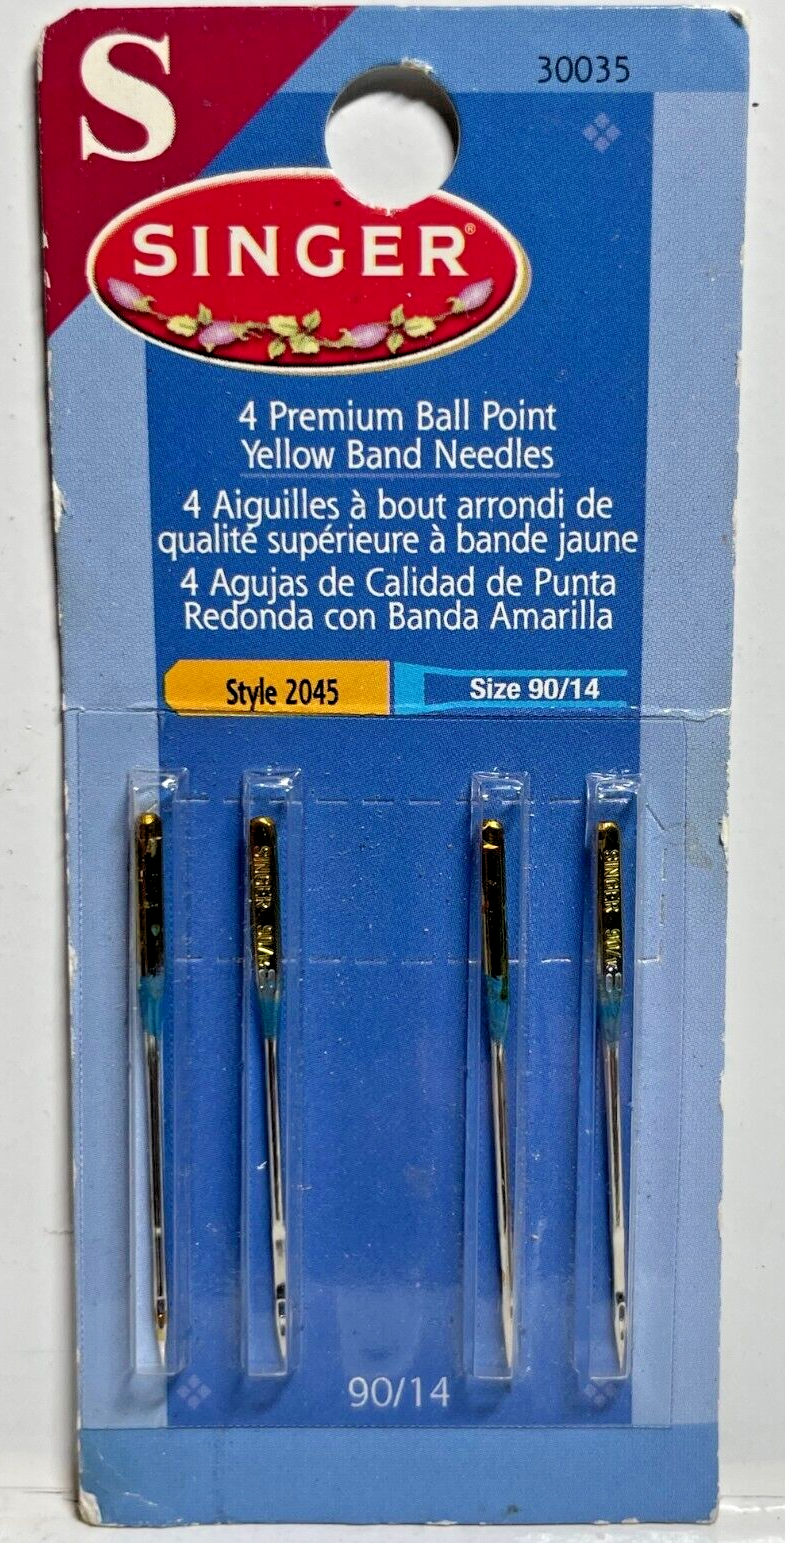 S
30035
SINGER®
4 Premium Ball Point
Yellow Band Needles
4 Aiguilles à bout arrondi de
qualité supérieure à bande jaune
4 Agujas de Calidad de Punta
Redonda con Banda Amarilla
Style 2045
Size 90/14
SINGER
SINGER
90/14